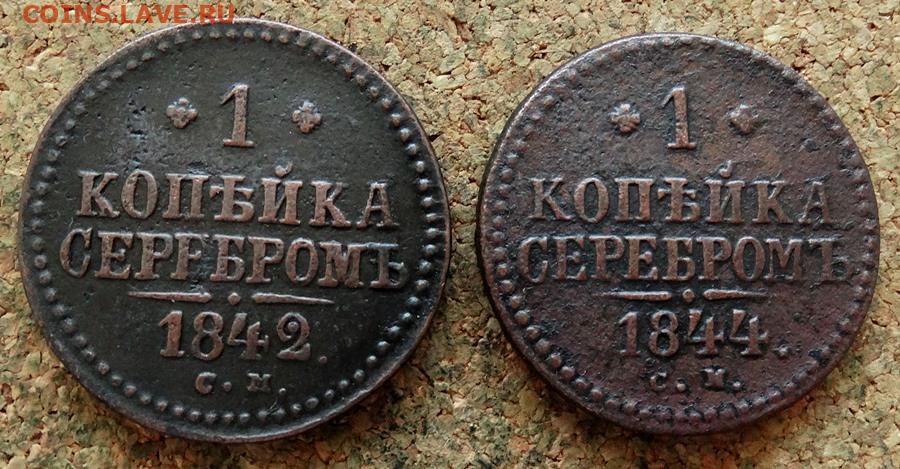 COINS.LAVE.RU
1
КОПѢЙКА
СЕРЕБРОМЪ
1842.
С. М.
1
КОПѢЙКА
СЕРЕБРОМЪ
1844.
С. М.